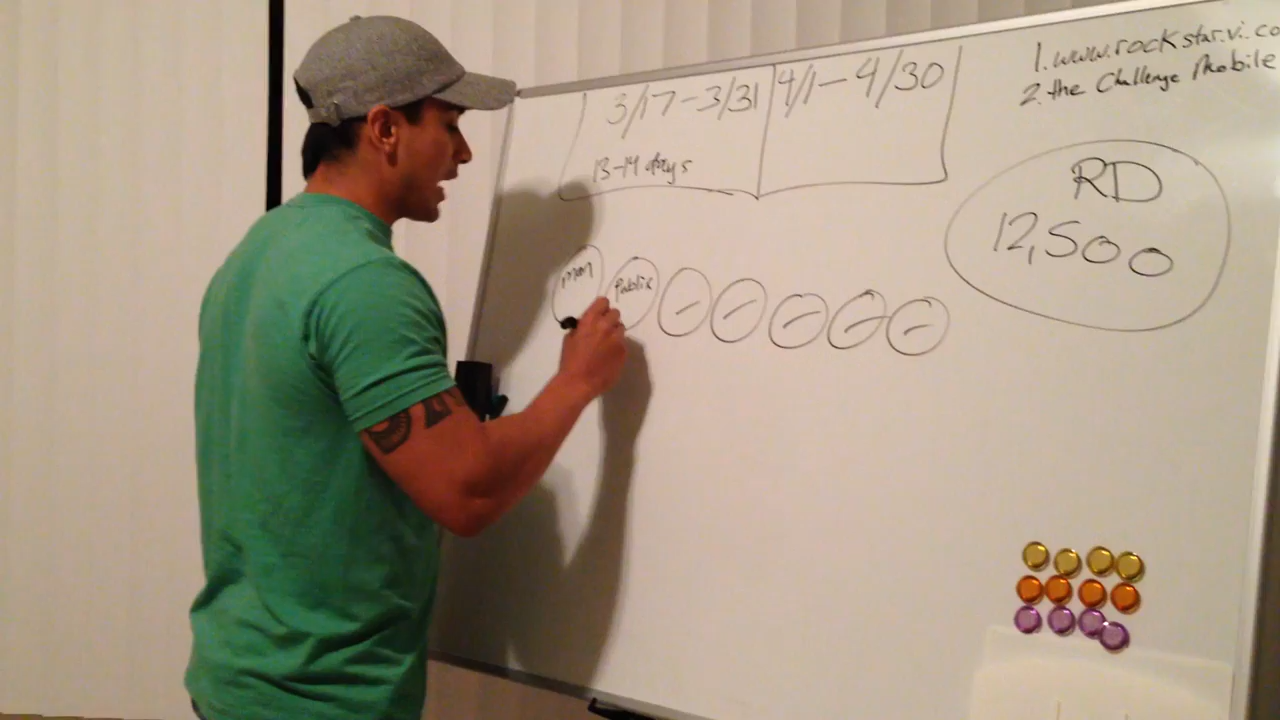 1. www.rockstar.vi.co
2. the Challenge Mobile
3/17-3/31 4/1-4/30
13-14 days
RD
12,500
mon Public